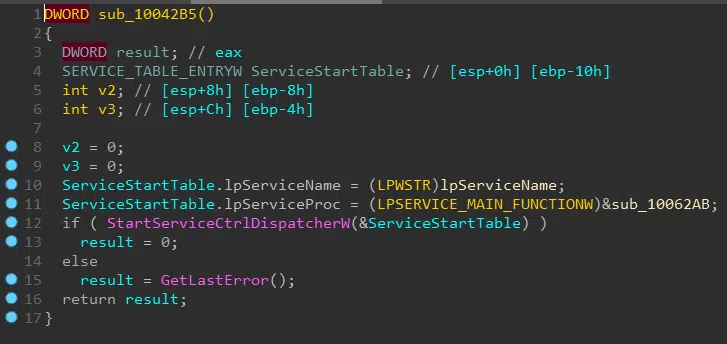 1 DWORD sub_10042B5()
2 {
3 DWORD result; // eax
4 SERVICE_TABLE_ENTRYW ServiceStartTable; // [esp+0h] [ebp-10h]
5 int v2; // [esp+8h] [ebp-8h]
6 int v3; // [esp+Ch] [ebp-4h]
7
8 v2 = 0;
9 v3 = 0;
10 ServiceStartTable.lpServiceName = (LPWSTR)lpServiceName;
11 ServiceStartTable.lpServiceProc = (LPSERVICE_MAIN_FUNCTIONW)&sub_10062AB;
12 if ( StartServiceCtrlDispatcherW(&ServiceStartTable) )
13 result = 0;
14 else
15 result = GetLastError();
16 return result;
17 }